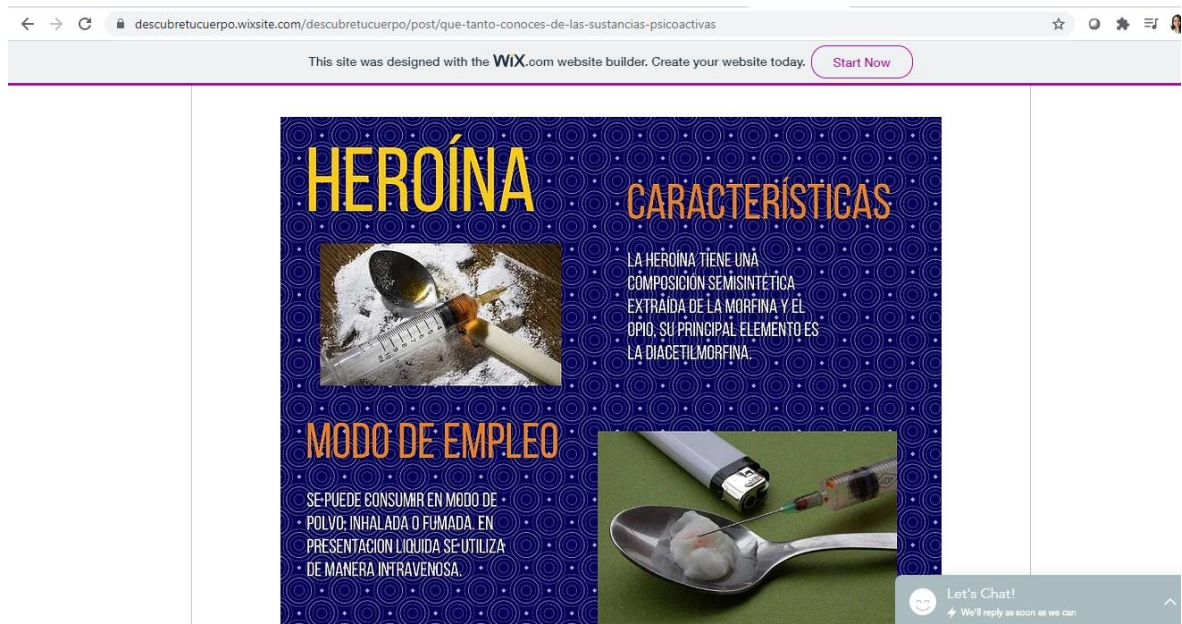 descubretucuerpo.wixsite.com/descubretucuerpo/post/que-tanto-conoces-de-las-sustancias-psicoactivas
This site was designed with the WiX.com website builder. Create your website today. Start Now
HEROÍNA
CARACTERÍSTICAS
LA HEROÍNA TIENE UNA
COMPOSICIÓN SEMISINTÉTICA
EXTRAÍDA DE LA MORFINA Y EL
OPIO, SU PRINCIPAL ELEMENTO ES
LA DIACETILMORFINA.
MODO DE EMPLEO
SE PUEDE CONSUMIR EN MODO DE
POLVO; INHALADA O FUMADA. EN
PRESENTACION LIQUIDA SE UTILIZA
DE MANERA INTRAVENOSA.
Let's Chat!
We'll reply as soon as we can